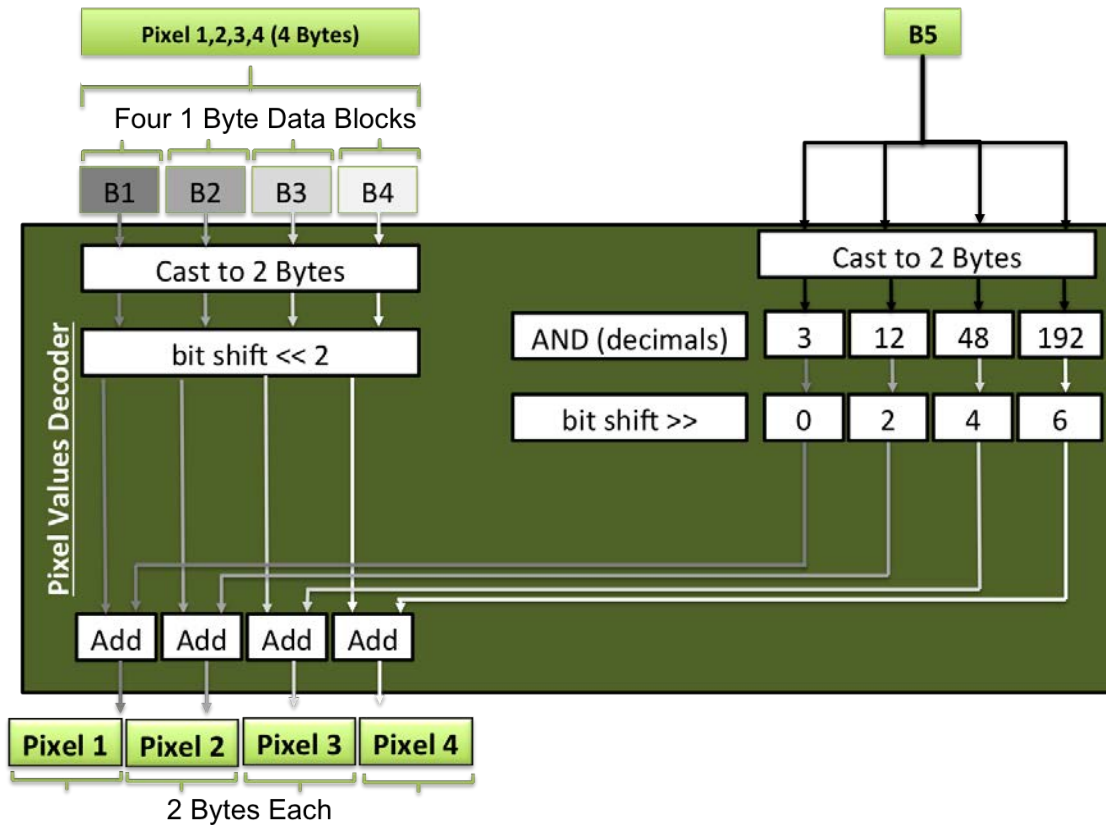 Pixel 1,2,3,4 (4 Bytes)
B5
Four 1 Byte Data Blocks
B1 B2 B3 B4
Cast to 2 Bytes
Cast to 2 Bytes
bit shift << 2
AND (decimals) 3 12 48 192
bit shift >> 0 2 4 6
Pixel Values Decoder
Add Add Add Add
Pixel 1 Pixel 2 Pixel 3 Pixel 4
2 Bytes Each